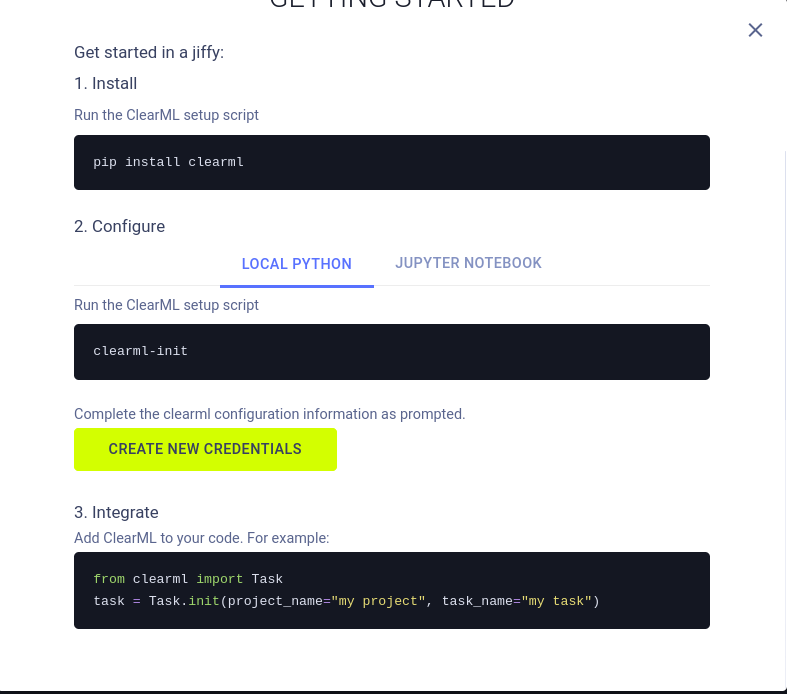 GETTING STARTED
Get started in a jiffy:
1. Install
Run the ClearML setup script
pip install clearml
2. Configure
LOCAL PYTHON
JUPYTER NOTEBOOK
Run the ClearML setup script
clearml-init
Complete the clearml configuration information as prompted.
CREATE NEW CREDENTIALS
3. Integrate
Add ClearML to your code. For example:
from clearml import Task
task = Task.init(project_name="my project", task_name="my task")